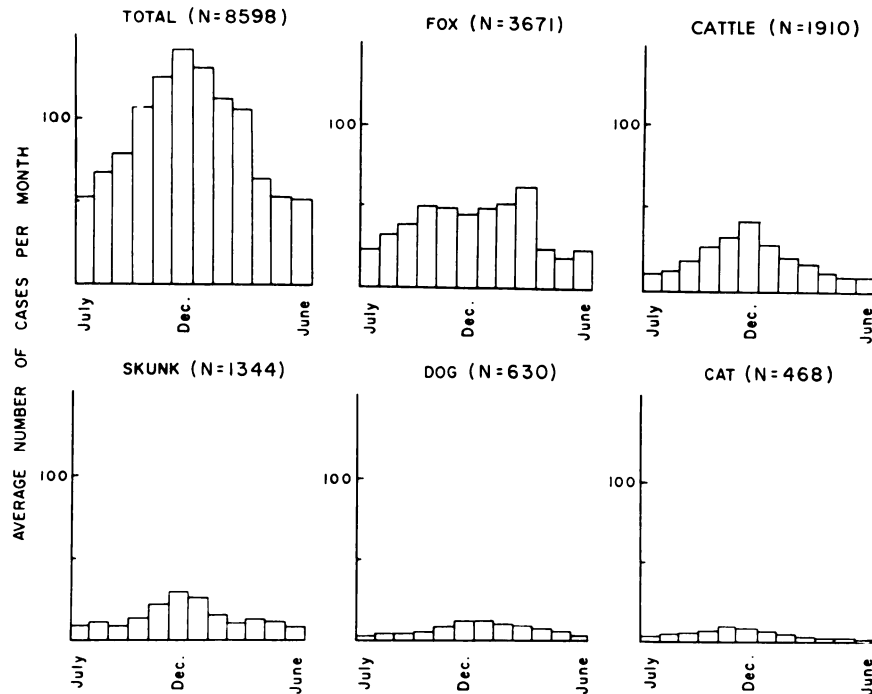 TOTAL (N=8598)
FOX (N=3671)
CATTLE (N=1910)
100
100
100
July
Dec.
June
July
Dec.
June
July
Dec.
June
AVERAGE NUMBER OF CASES PER MONTH
SKUNK (N=1344)
DOG (N=630)
CAT (N=468)
100
100
100
July
Dec.
June
July
Dec.
June
July
Dec.
June